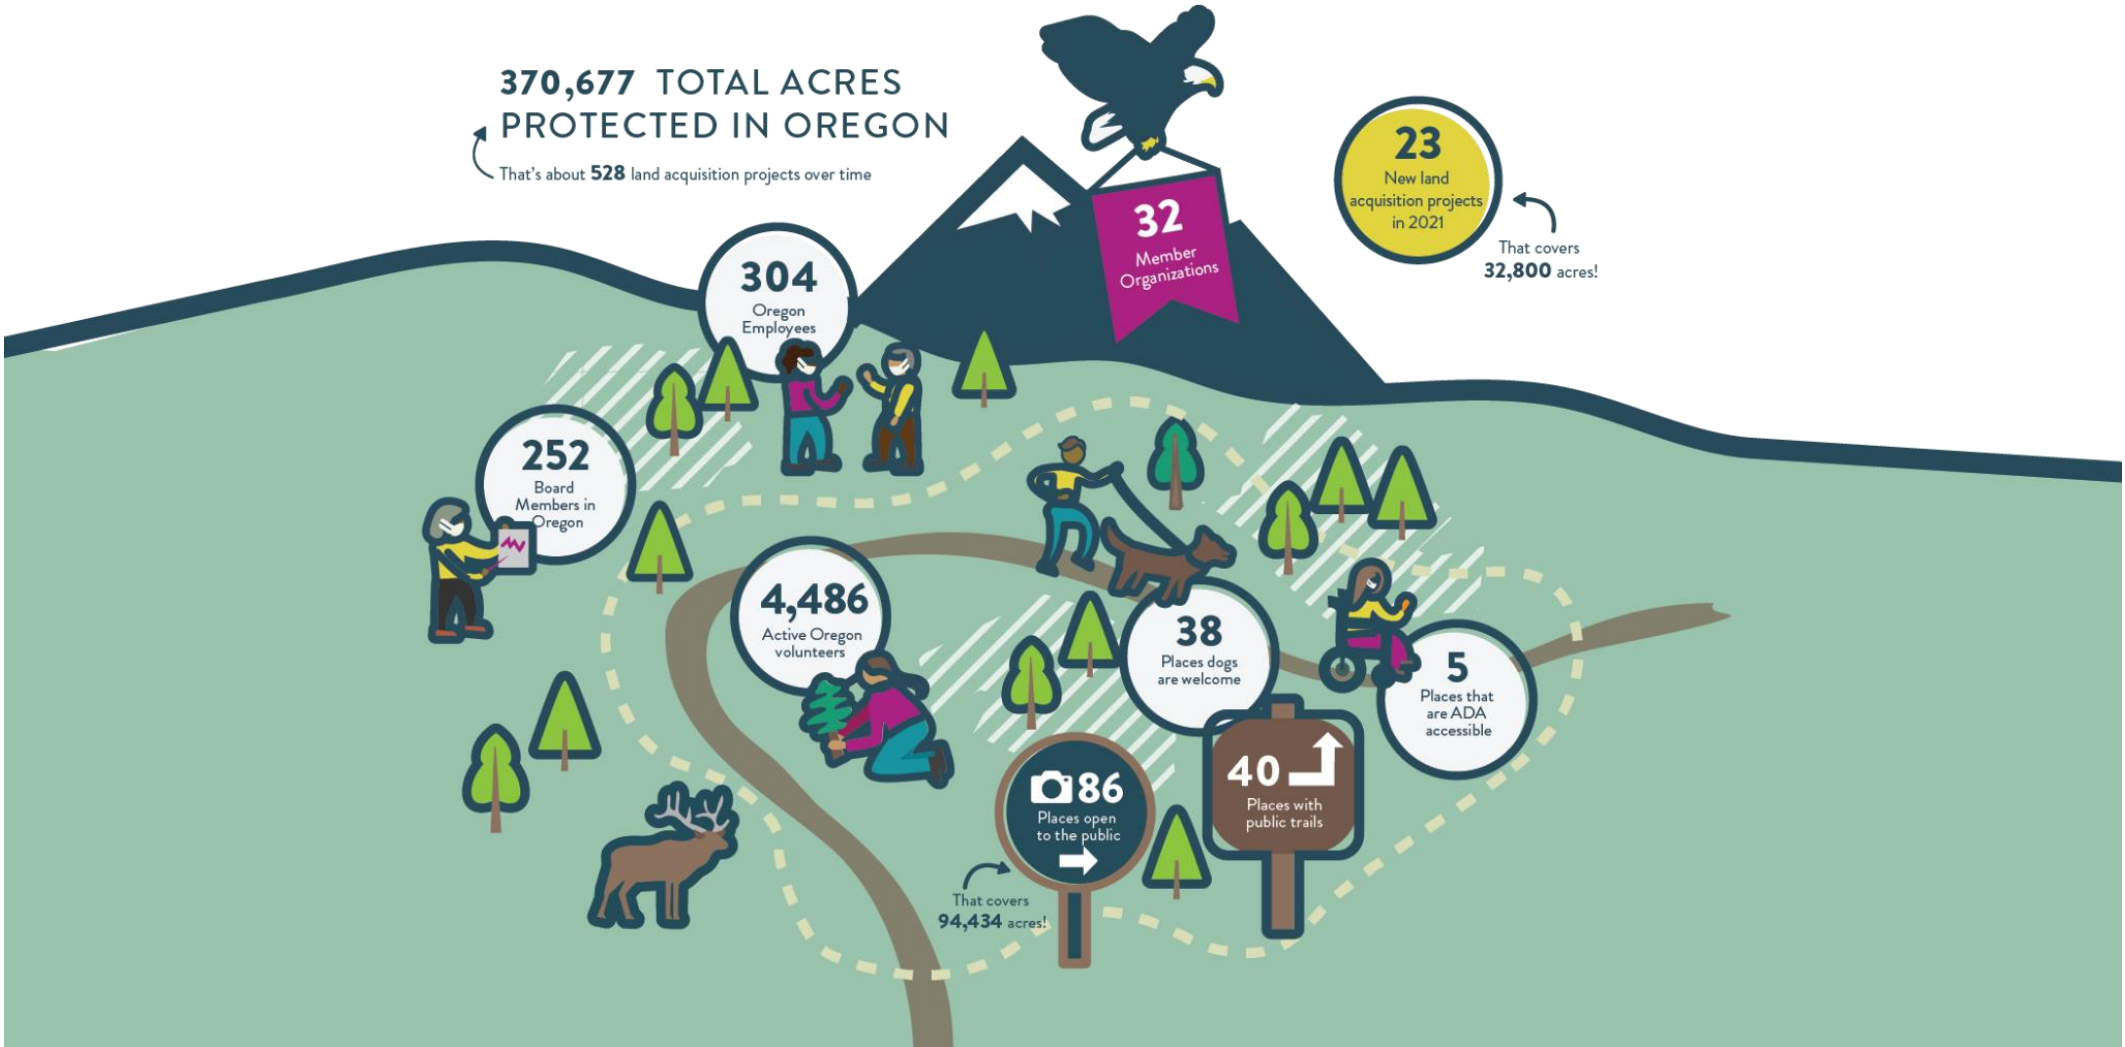 370,677 TOTAL ACRES
PROTECTED IN OREGON
That's about 528 land acquisition projects over time
32
Member
Organizations
23
New land
acquisition projects
in 2021
That covers
32,800 acres!
304
Oregon
Employees
252
Board
Members in
Oregon
4,486
Active Oregon
volunteers
38
Places dogs
are welcome
5
Places that
are ADA
accessible
86
Places open
to the public
That covers
94,434 acres!
40
Places with
public trails